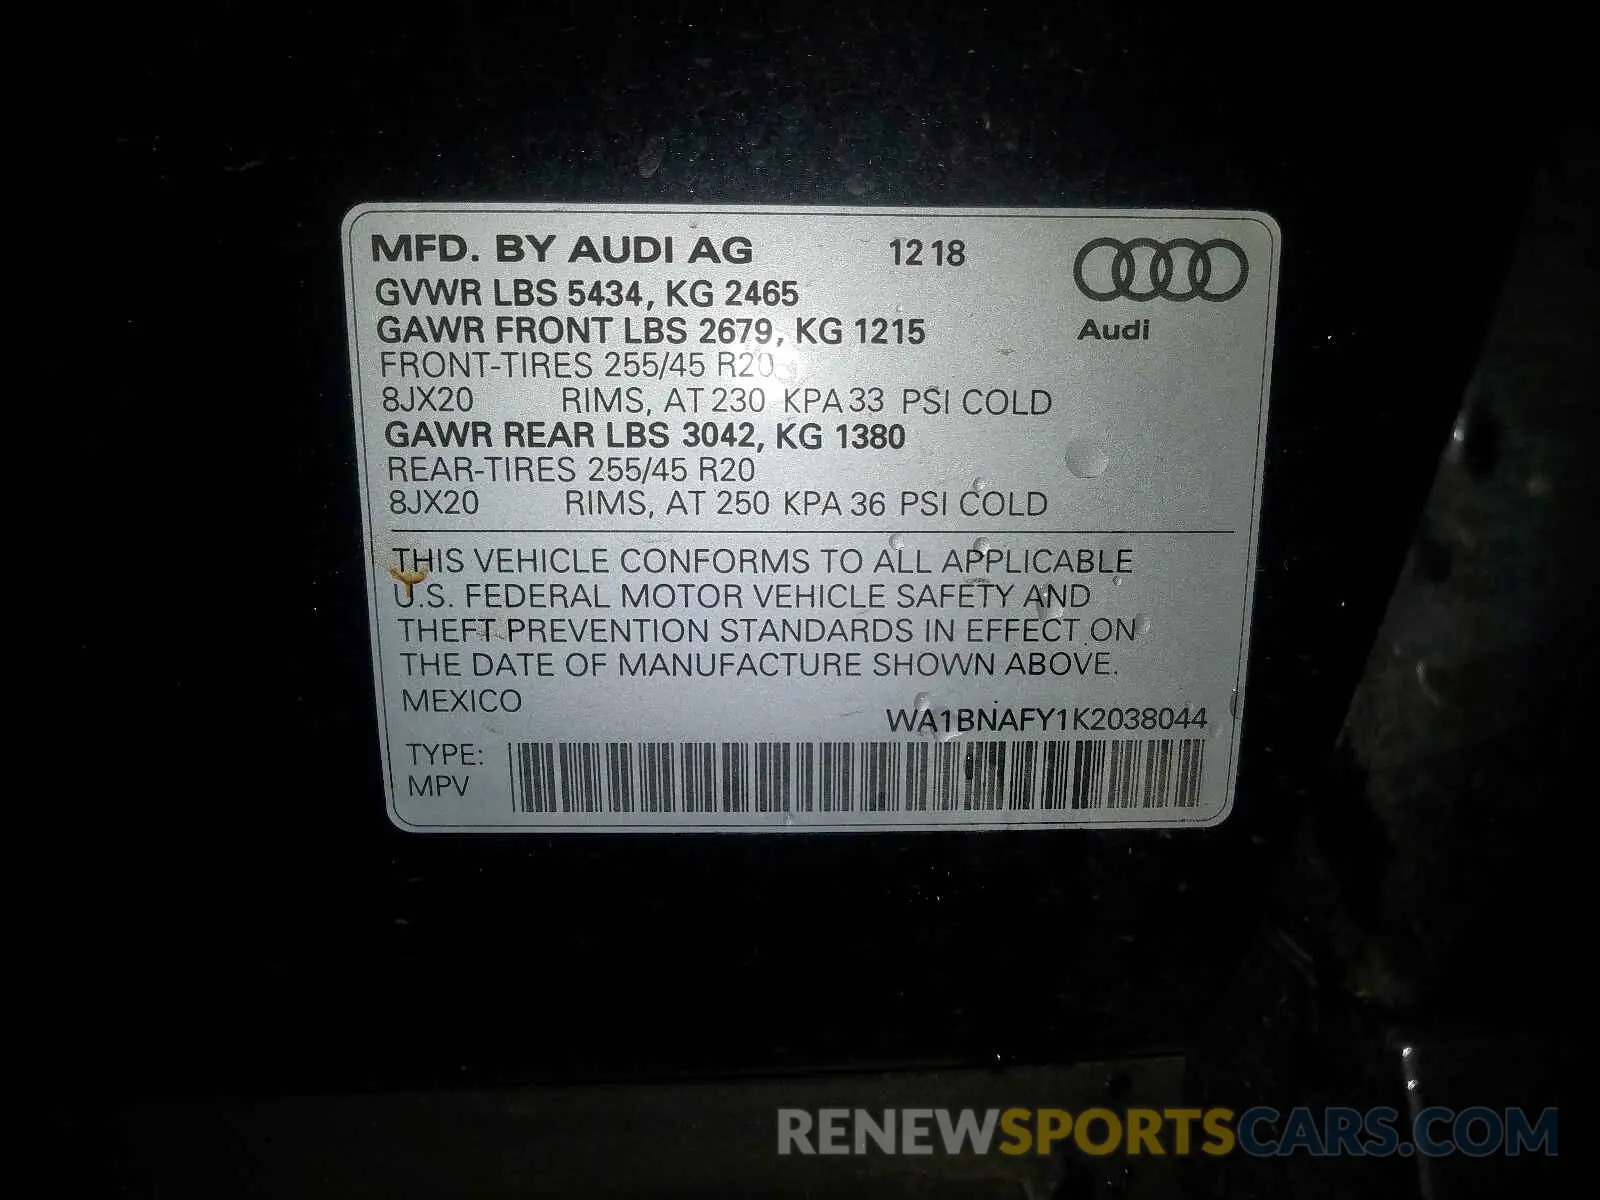 MFD. BY AUDI AG 12 18
GVWR LBS 5434, KG 2465
GAWR FRONT LBS 2679, KG 1215
Audi
FRONT-TIRES 255/45 R20
8JX20 RIMS, AT 230 KPA 33 PSI COLD
GAWR REAR LBS 3042, KG 1380
REAR-TIRES 255/45 R20
8JX20 RIMS, AT 250 KPA 36 PSI COLD
THIS VEHICLE CONFORMS TO ALL APPLICABLE
U.S. FEDERAL MOTOR VEHICLE SAFETY AND
THEFT PREVENTION STANDARDS IN EFFECT ON
THE DATE OF MANUFACTURE SHOWN ABOVE.
MEXICO
WA1BNAFY1K2038044
TYPE:
MPV
RENEWSPORTSCARS.COM